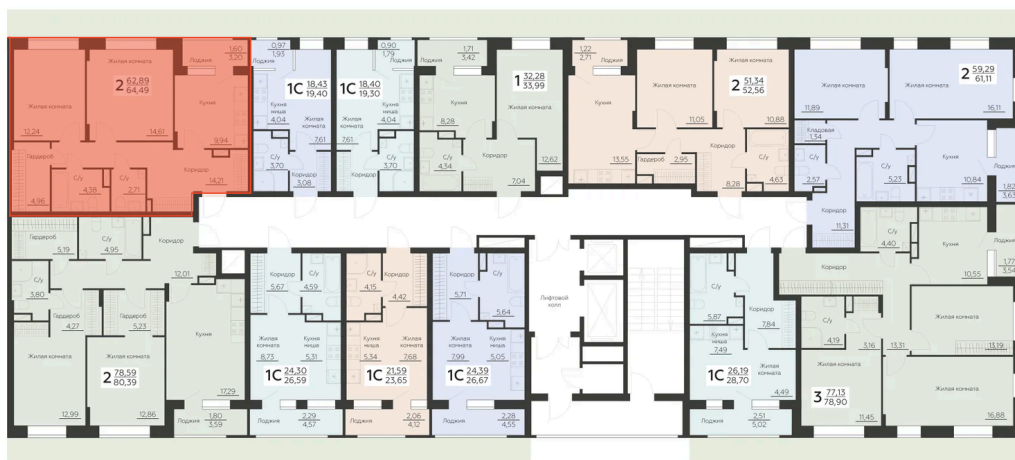 2 62,89
64,49
Жилая комната
12,24
Жилая комната
14,61
1,60
3,20
Лоджия
Кухня
9,94
Коридор
14,21
Гардероб
4,96
С/у
4,38
С/у
2,71
0,97
1,93
Лоджия
1С 18,43
19,40
Кухня
ниша
4,04
Жилая
комната
7,61
С/у
3,70
Коридор
3,08
0,90
1,79
Лоджия
1С 18,40
19,30
Кухня
ниша
4,04
Жилая
комната
7,61
С/у
3,70
Коридор
1,71
3,42
Лоджия
1 32,28
33,99
Кухня
8,28
Жилая комната
12,62
С/у
4,34
Коридор
7,04
1,22
2,71
Лоджия
Кухня
13,55
Жилая комната
11,05
2 51,34
52,56
Жилая комната
10,88
Гардероб
2,95
Коридор
8,28
С/у
4,63
Жилая комната
11,89
2 59,29
61,11
Жилая комната
16,11
Кладовая
1,34
С/у
2,57
С/у
5,23
Кухня
10,84
Лоджия
1,82
3,63
Коридор
11,31
Гардероб
5,19
С/у
4,95
Коридор
12,01
С/у
3,80
4,27
5,23
Кухня
17,29
Жилая комната
12,99
2 78,59
80,39
Жилая комната
12,86
Лоджия
1,80
3,59
Коридор
5,67
С/у
4,59
Жилая
комната
8,73
Кухня
ниша
5,31
1С 24,30
26,59
Лоджия
2,29
4,57
С/у
4,15
Коридор
4,42
Кухня
ниша
5,34
Жилая
комната
7,68
1С 21,59
23,65
Лоджия
2,06
4,12
Коридор
5,71
С/у
5,64
Жилая
комната
7,99
Кухня
ниша
5,05
1С 24,39
26,67
Лоджия
2,28
4,55
Лифтовой
холл
С/у
5,87
Коридор
7,84
Кухня
ниша
7,49
1С 26,19
28,70
Жилая
комната
4,49
Лоджия
2,51
5,02
С/у
4,40
Кухня
10,55
Лоджия
1,77
3,54
Коридор
13,31
С/у
4,19
3,16
Жилая комната
13,19
3 77,13
78,90
Жилая комната
11,45
Жилая комната
16,88